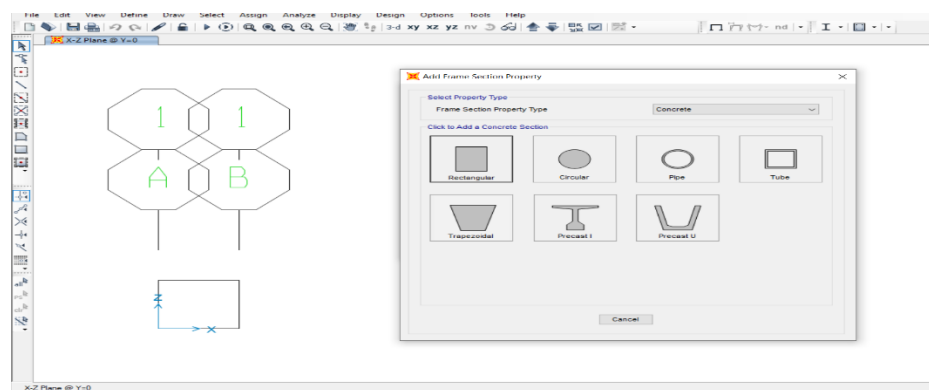 File Edit View Define Draw Select Assign Analyze Display Design Options Tools Help
3-d xy xz yz nv nd
X-Z Plane @ Y=0
Add Frame Section Property
Select Property Type
Frame Section Property Type Concrete
Click to Add a Concrete Section
Rectangular Circular Pipe Tube
Trapezoidal Precast I Precast U
Cancel
1 1
A B
Z
X
X-Z Plane @ Y=0